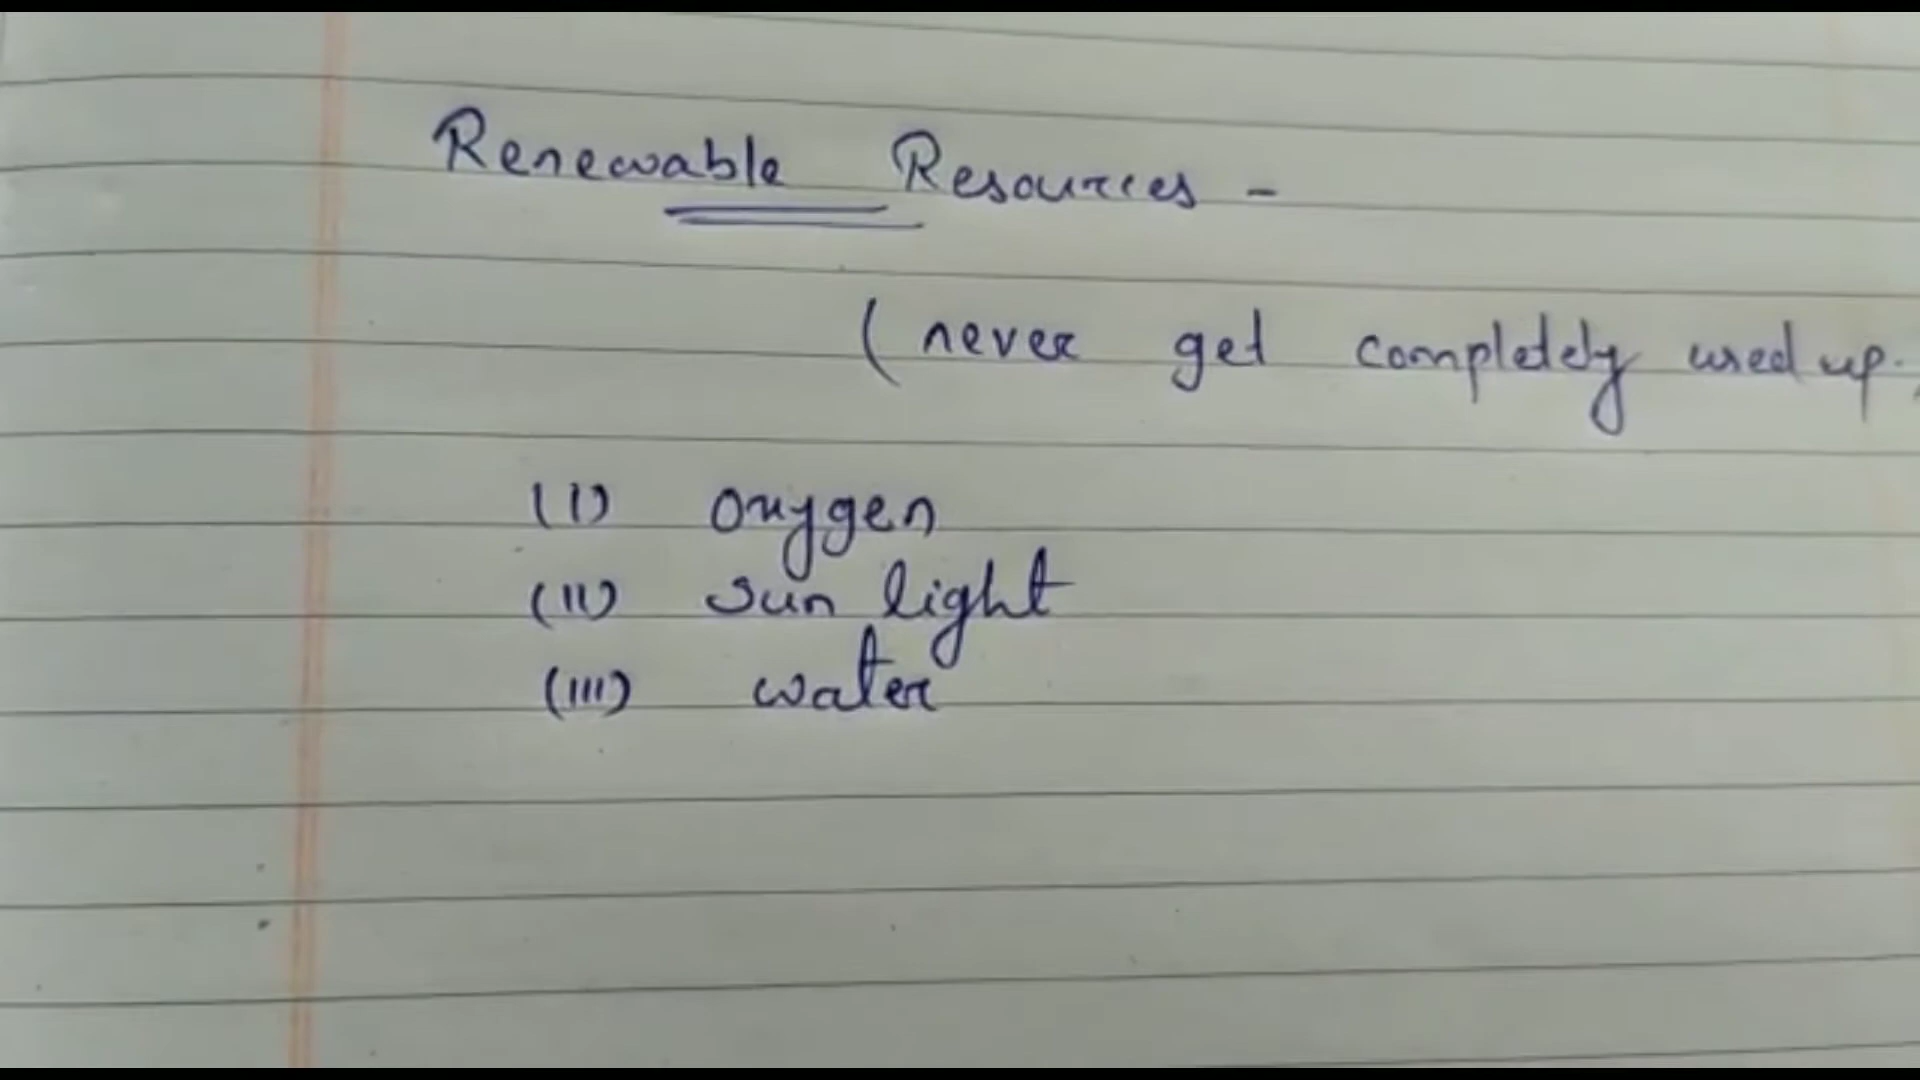 Renewable Resources -
(never get completely used up.
(I) oxygen
(II) sun light
(III) water